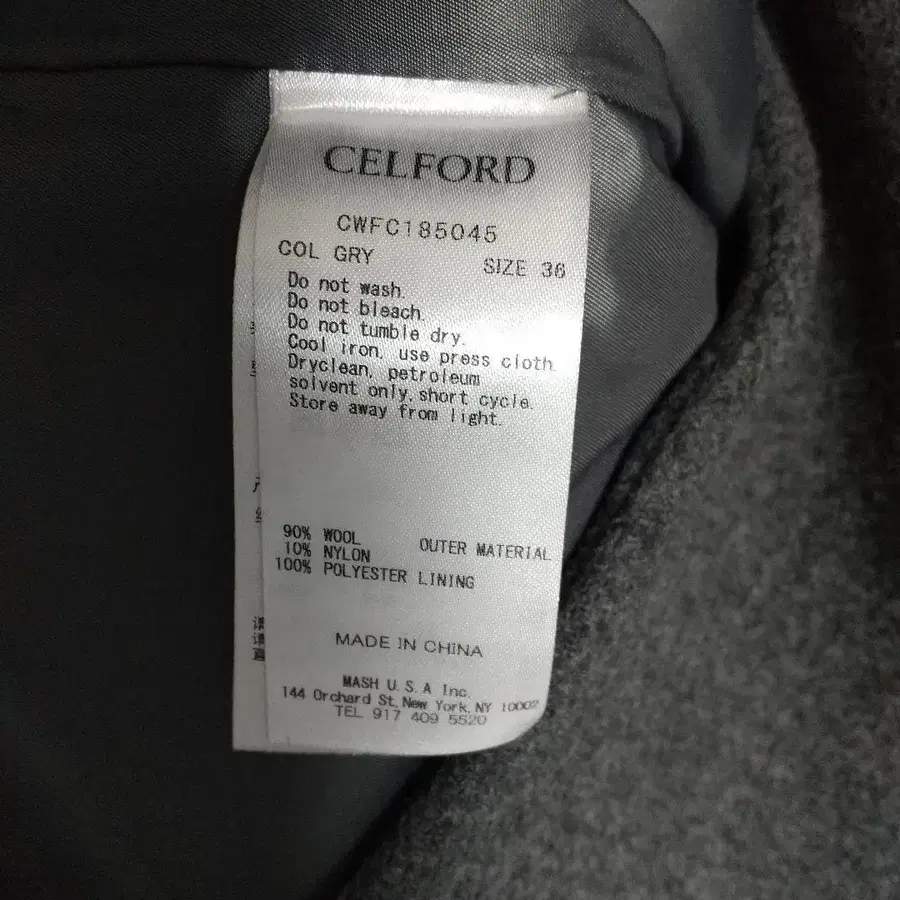 CELFORD
CWFC185045
COL GRY SIZE 36
Do not wash.
Do not bleach.
Do not tumble dry.
Cool iron, use press cloth.
Dryclean, petroleum
solvent only, short cycle.
Store away from light.
90% WOOL OUTER MATERIAL
10% NYLON
100% POLYESTER LINING
MADE IN CHINA
MASH U.S.A Inc.
144 Orchard St, New York, NY 10002
TEL 917 409 5520